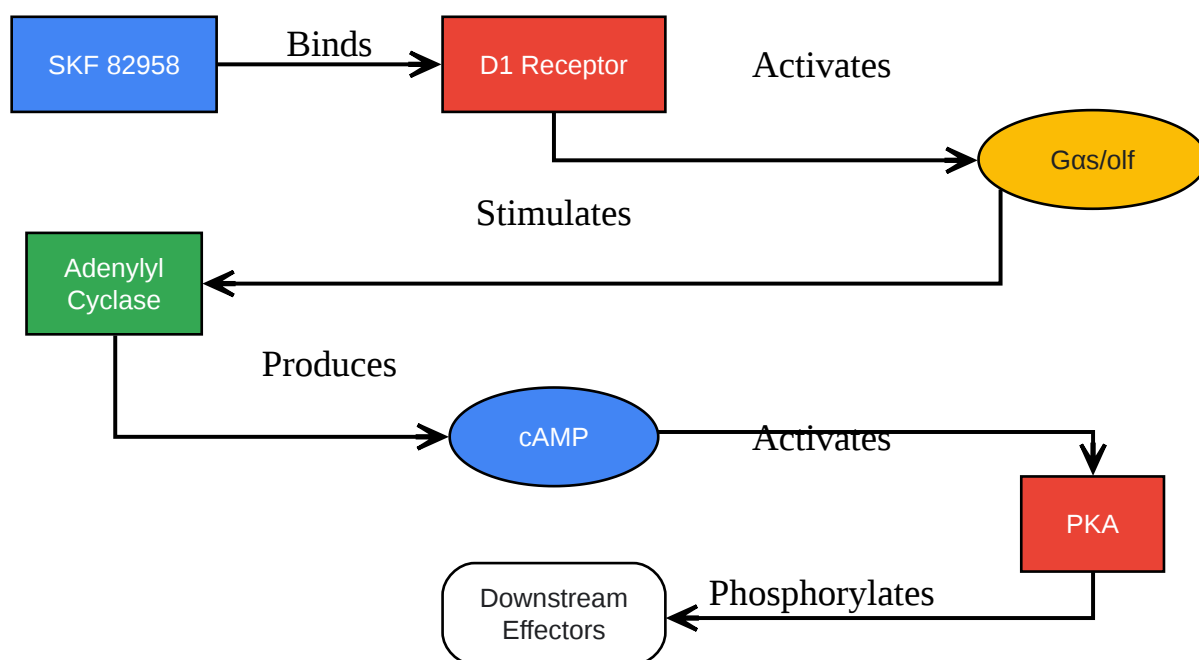 SKF 82958
Binds
D1 Receptor
Activates
Gαs/olf
Stimulates
Adenylyl
Cyclase
Produces
cAMP
Activates
PKA
Phosphorylates
Downstream
Effectors